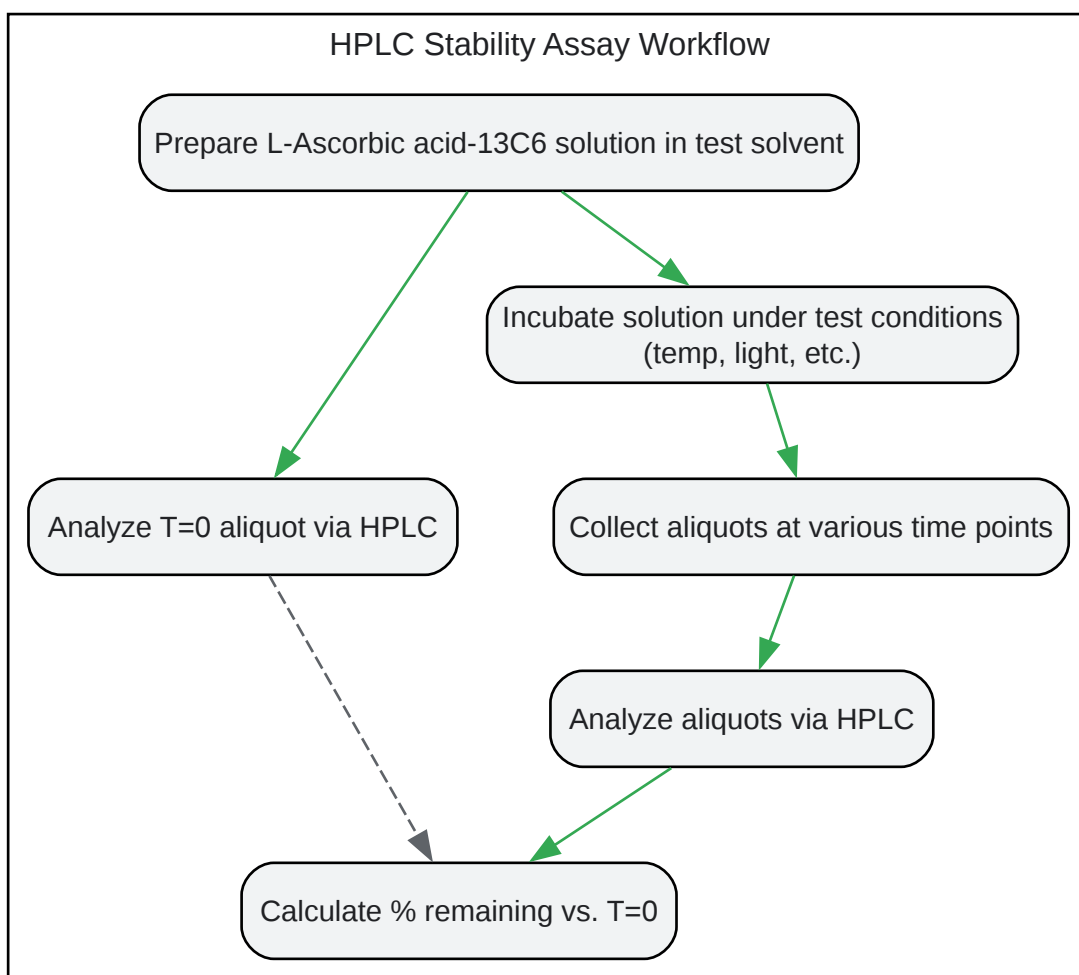 HPLC Stability Assay Workflow
Prepare L-Ascorbic acid-13C6 solution in test solvent
Incubate solution under test conditions
(temp, light, etc.)
Analyze T=0 aliquot via HPLC
Collect aliquots at various time points
Analyze aliquots via HPLC
Calculate % remaining vs. T=0